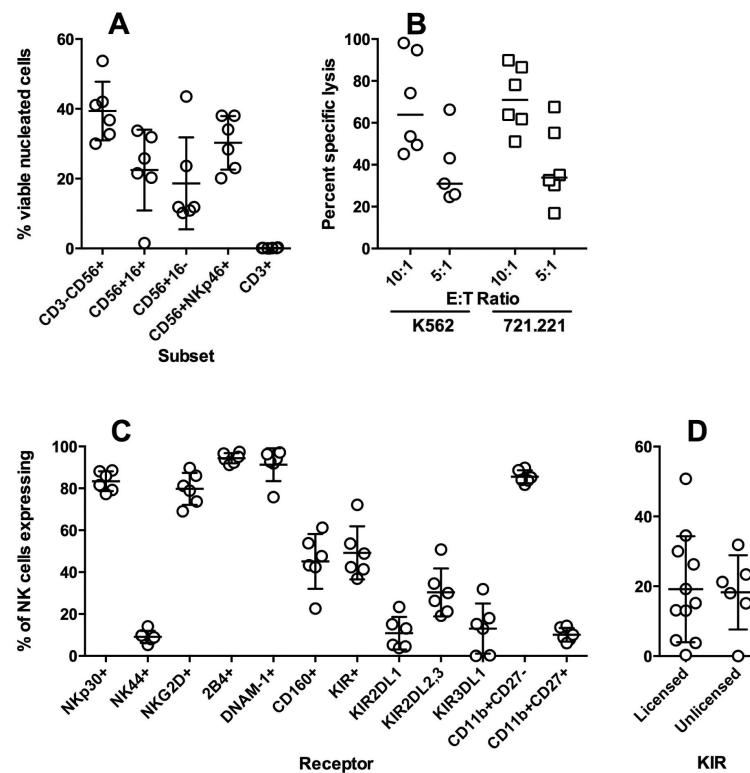 A
% viable nucleated cells
60
40
20
0
CD3-CD56+
CD56+16+
CD56+16-
CD56+NKp46+
CD3+
Subset
B
Percent specific lysis
100
80
60
40
20
0
10:1
5:1
10:1
5:1
E:T Ratio
K562
721.221
C
% of NK cells expressing
100
80
60
40
20
0
NKp30+
NK44+
NKG2D+
2B4+
DNAM-1+
CD160+
KIR+
KIR2DL1
KIR2DL2,3
KIR3DL1
CD11b+CD27-
CD11b+CD27+
Receptor
D
60
40
20
0
Licensed
Unlicensed
KIR